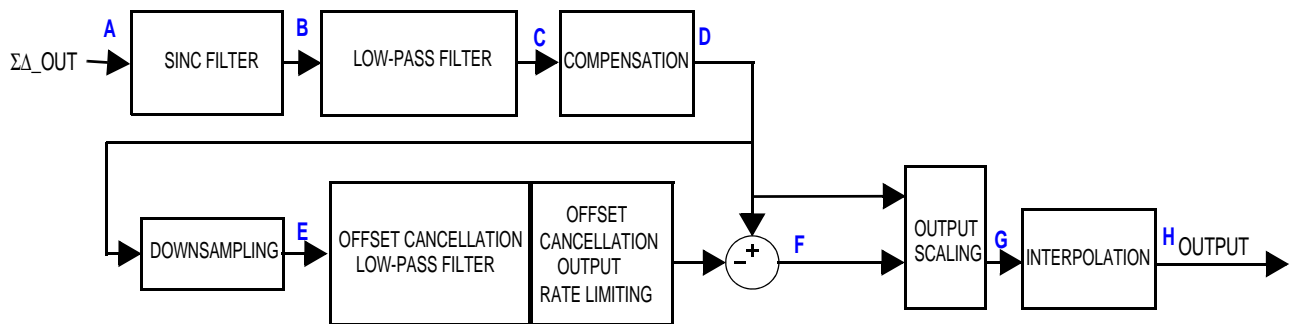 A
B
C
D
ΣΔ_OUT
SINC FILTER
LOW-PASS FILTER
COMPENSATION
DOWNSAMPLING
E
OFFSET CANCELLATION
LOW-PASS FILTER
OFFSET
CANCELLATION
OUTPUT
RATE LIMITING
+
−
F
OUTPUT
SCALING
G
INTERPOLATION
H
OUTPUT